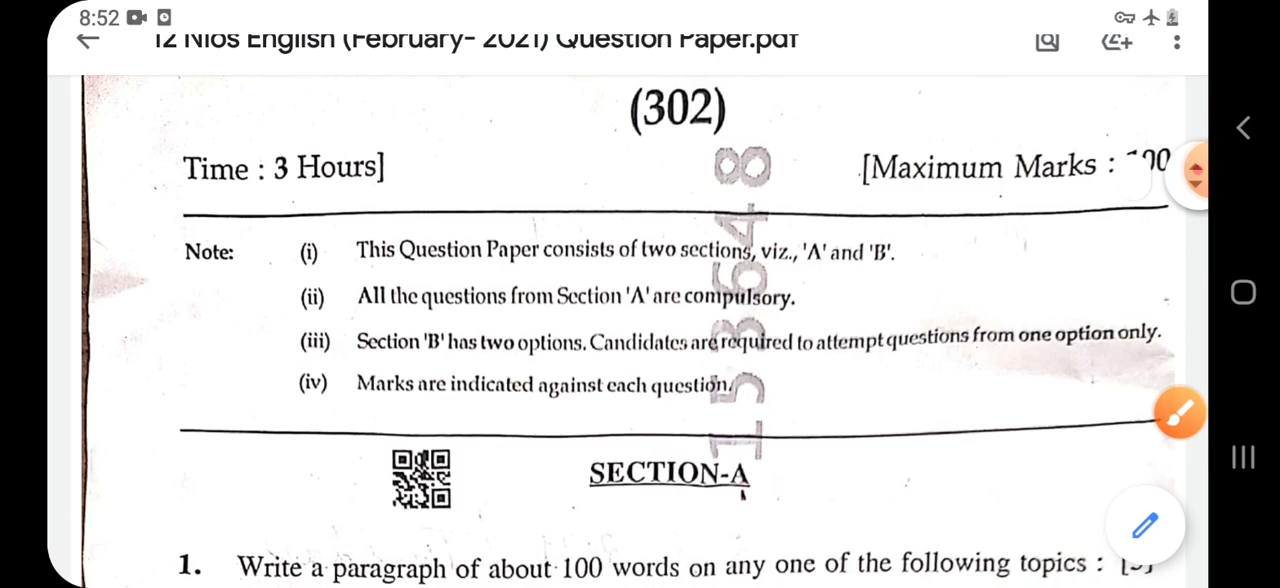 8:52
12 Nios English (February- 2021) Question Paper.pdf
(302)
Time : 3 Hours]
[Maximum Marks :
Note:
(i) This Question Paper consists of two sections, viz., 'A' and 'B'.
(ii) All the questions from Section 'A' are compulsory.
(iii) Section 'B' has two options. Candidates are required to attempt questions from one option only.
(iv) Marks are indicated against each question.
SECTION-A
1. Write a paragraph of about 100 words on any one of the following topics :